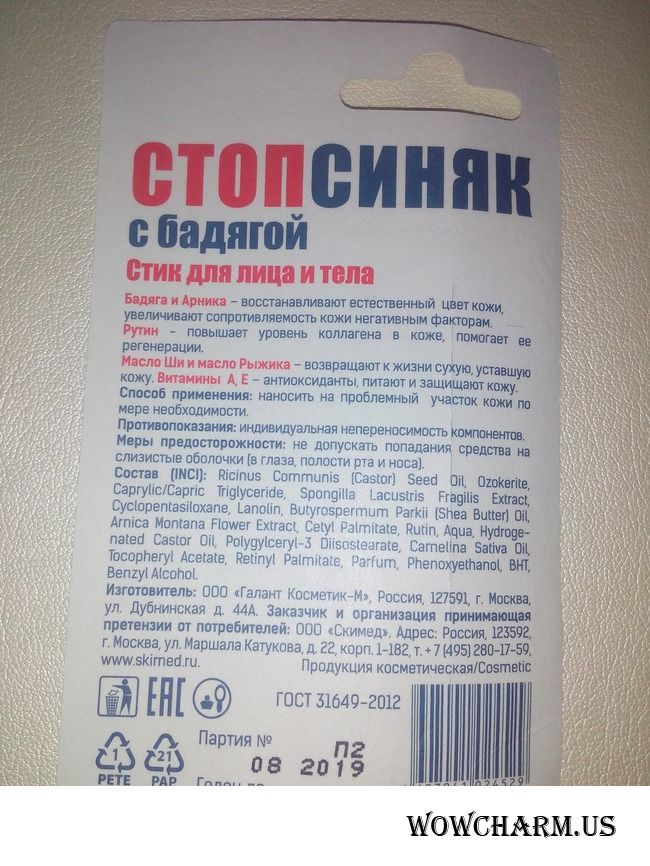 СТОПСИНЯК
с бадягой
Стик для лица и тела
Бадяга и Арника – восстанавливают естественный цвет кожи,
увеличивают сопротивляемость кожи негативным факторам.
Рутин - повышает уровень коллагена в коже, помогает ее
регенерации.
Масло Ши и масло Рыжика – возвращают к жизни сухую, уставшую
кожу. Витамины А, Е – антиоксиданты, питают и защищают кожу.
Способ применения: наносить на проблемный участок кожи по
мере необходимости.
Противопоказания: индивидуальная непереносимость компонентов.
Меры предосторожности: не допускать попадания средства на
слизистые оболочки (в глаза, полости рта и носа).
Состав (INCI): Ricinus Communis (Castor) Seed Oil, Ozokerite,
Caprylic/Capric Triglyceride, Spongilla Lacustris Fragilis Extract,
Cyclopentasiloxane, Lanolin, Butyrospermum Parkii (Shea Butter) Oil,
Arnica Montana Flower Extract, Cetyl Palmitate, Rutin, Aqua, Hydroge-
nated Castor Oil, Polygylceryl-3 Diisostearate, Camelina Sativa Oil,
Tocopheryl Acetate, Retinyl Palmitate, Parfum, Phenoxyethanol, BHT,
Benzyl Alcohol.
Изготовитель: ООО «Галант Косметик-М», Россия, 127591, г. Москва,
ул. Дубнинская д. 44А. Заказчик и организация принимающая
претензии от потребителей: ООО «Скимед». Адрес: Россия, 123592,
г. Москва, ул. Маршала Катукова, д. 22, корп. 1-182, т. +7 (495) 280-17-59,
www.skimed.ru. Продукция косметическая/Cosmetic
EAC ГОСТ 31649-2012
Партия № П2
08 2019
1 21
PETE PAP
Годен до
WOWCHARM.US